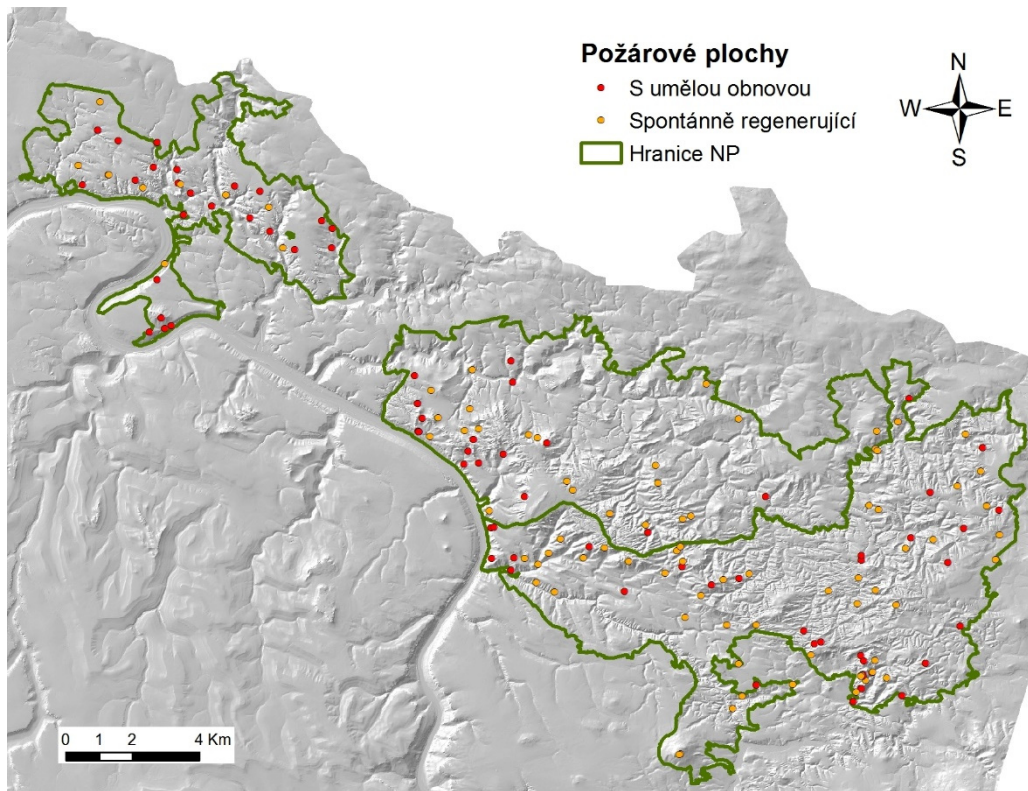 Požárové plochy
S umělou obnovou
Spontánně regenerující
Hranice NP
N
W E
S
0 1 2 4 Km